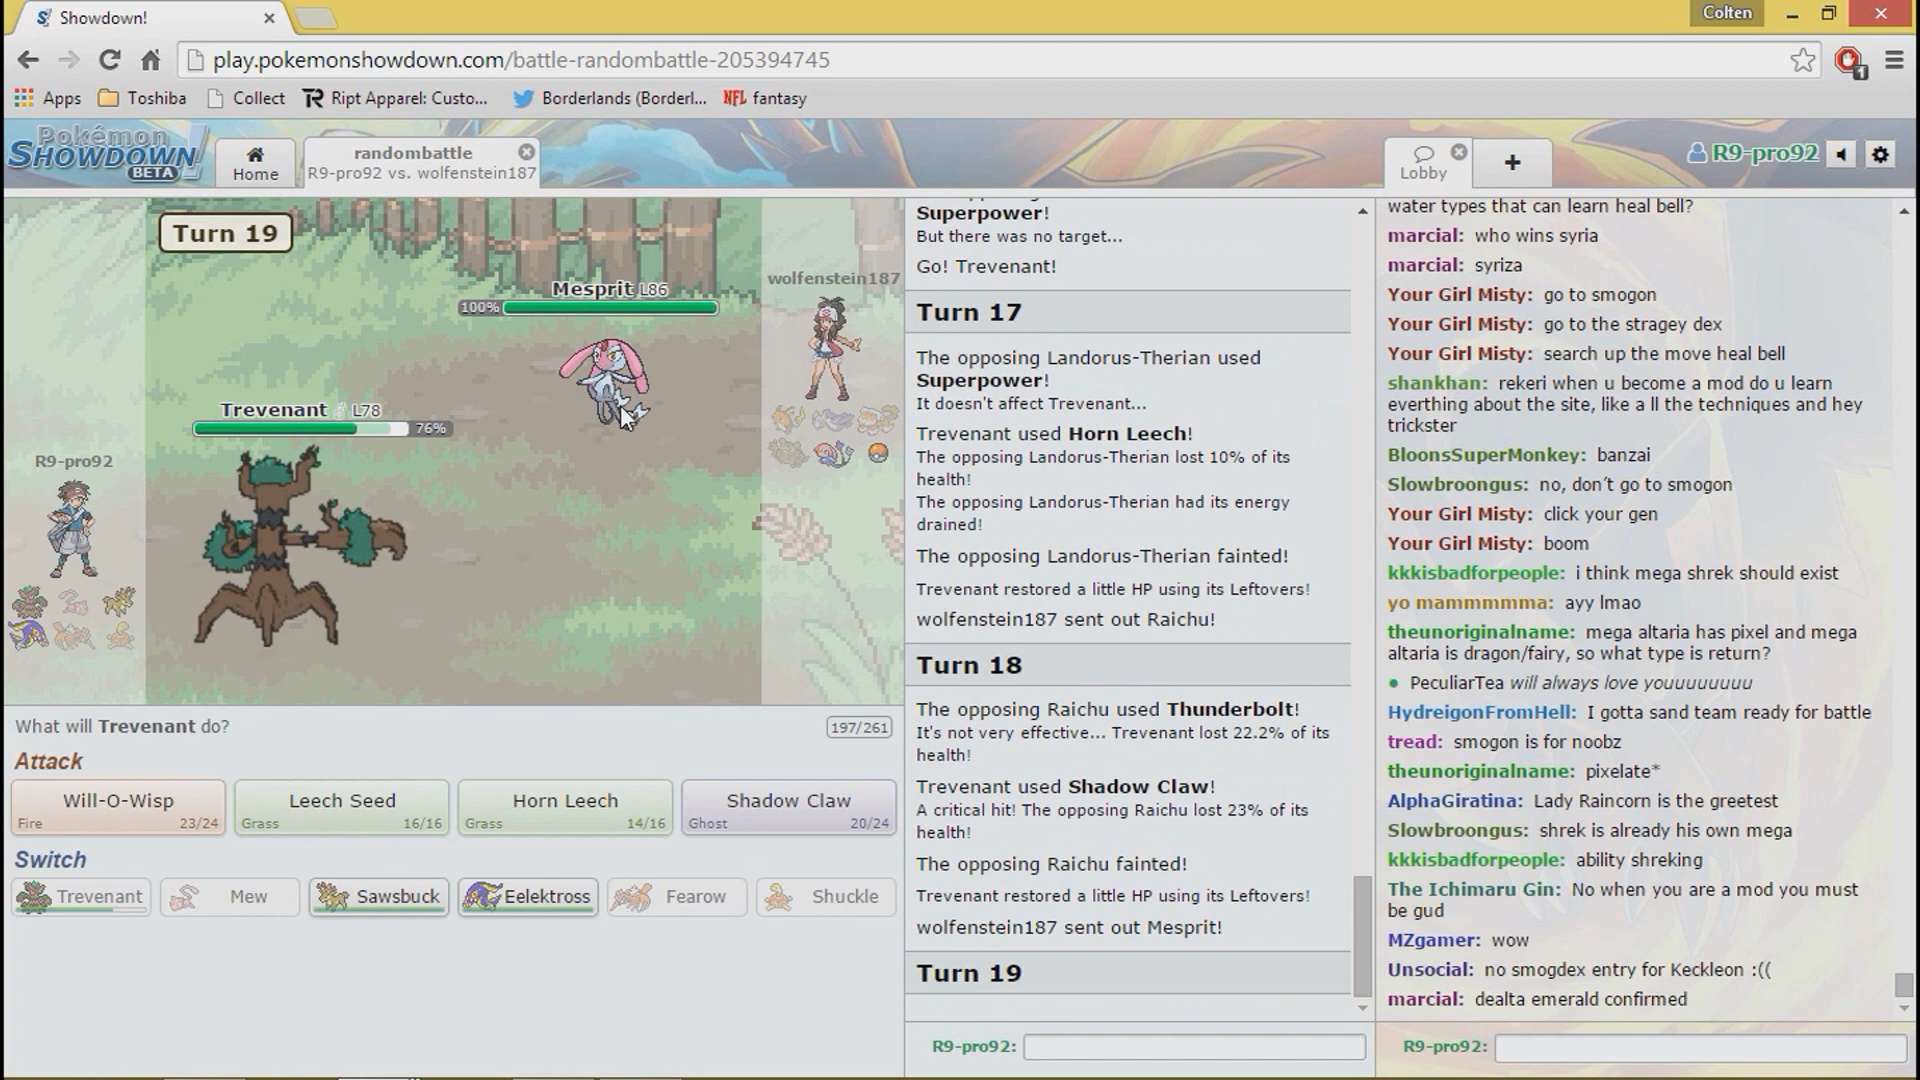 Showdown!
Colten
play.pokemonshowdown.com/battle-randombattle-205394745
1
Apps
Toshiba
Collect
Ript Apparel: Custo...
Borderlands (Borderl...
NFL fantasy
Pokémon
SHOWDOWN!
BETA
Home
randombattle
R9-pro92 vs. wolfenstein187
Lobby
+
R9-pro92
Turn 19
Mesprit L86
100%
wolfenstein187
Trevenant L78
76%
R9-pro92
What will Trevenant do?
197/261
Attack
Will-O-Wisp
Fire 23/24
Leech Seed
Grass 16/16
Horn Leech
Grass 14/16
Shadow Claw
Ghost 20/24
Switch
Trevenant
Mew
Sawsbuck
Eelektross
Fearow
Shuckle
Superpower!
But there was no target...
Go! Trevenant!
Turn 17
The opposing Landorus-Therian used
Superpower!
It doesn't affect Trevenant...
Trevenant used Horn Leech!
The opposing Landorus-Therian lost 10% of its
health!
The opposing Landorus-Therian had its energy
drained!
The opposing Landorus-Therian fainted!
Trevenant restored a little HP using its Leftovers!
wolfenstein187 sent out Raichu!
Turn 18
The opposing Raichu used Thunderbolt!
It's not very effective... Trevenant lost 22.2% of its
health!
Trevenant used Shadow Claw!
A critical hit! The opposing Raichu lost 23% of its
health!
The opposing Raichu fainted!
Trevenant restored a little HP using its Leftovers!
wolfenstein187 sent out Mesprit!
Turn 19
R9-pro92:
water types that can learn heal bell?
marcial: who wins syria
marcial: syriza
Your Girl Misty: go to smogon
Your Girl Misty: go to the stragey dex
Your Girl Misty: search up the move heal bell
shankhan: rekeri when u become a mod do u learn
everthing about the site, like a ll the techniques and hey
trickster
BloonsSuperMonkey: banzai
Slowbroongus: no, don't go to smogon
Your Girl Misty: click your gen
Your Girl Misty: boom
kkkisbadforpeople: i think mega shrek should exist
yo mammmmmma: ayy lmao
theunoriginalname: mega altaria has pixel and mega
altaria is dragon/fairy, so what type is return?
• PeculiarTea will always love youuuuuuuu
HydreigonFromHell: I gotta sand team ready for battle
tread: smogon is for noobz
theunoriginalname: pixelate*
AlphaGiratina: Lady Raincorn is the greetest
Slowbroongus: shrek is already his own mega
kkkisbadforpeople: ability shreking
The Ichimaru Gin: No when you are a mod you must
be gud
MZgamer: wow
Unsocial: no smogdex entry for Keckleon :((
marcial: dealta emerald confirmed
R9-pro92: